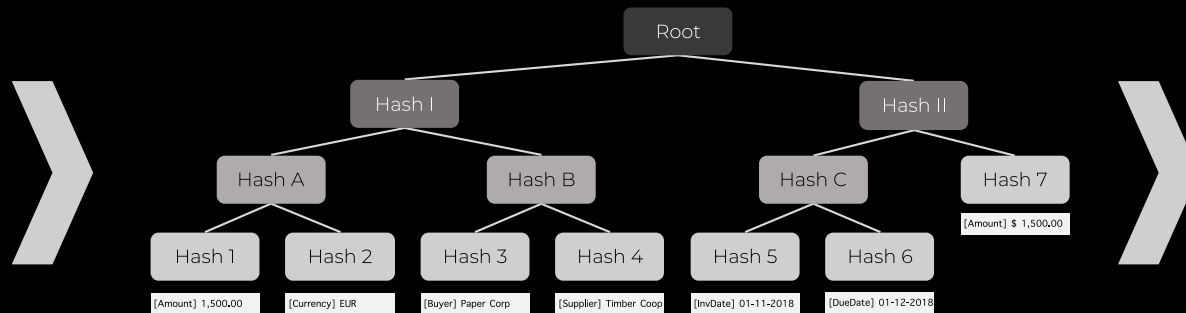 Root
Hash I
Hash II
Hash A
Hash B
Hash C
Hash 7
[Amount] $ 1,500.00
Hash 1
Hash 2
Hash 3
Hash 4
Hash 5
Hash 6
[Amount] 1,500.00
[Currency] EUR
[Buyer] Paper Corp
[Supplier] Timber Coop
[InvDate] 01-11-2018
[DueDate] 01-12-2018